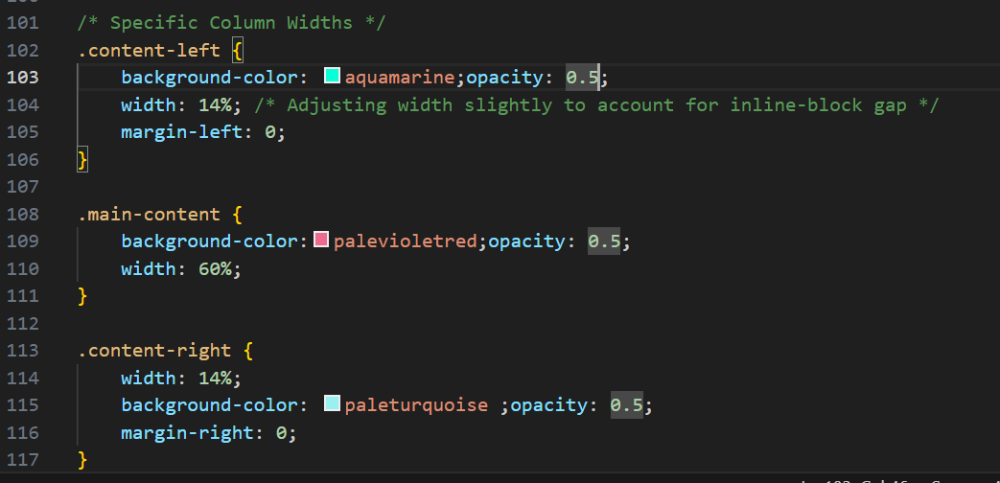 101 /* Specific Column Widths */
102 .content-left {
103 background-color: aquamarine;opacity: 0.5;
104 width: 14%; /* Adjusting width slightly to account for inline-block gap */
105 margin-left: 0;
106 }
107
108 .main-content {
109 background-color: palevioletred;opacity: 0.5;
110 width: 60%;
111 }
112
113 .content-right {
114 width: 14%;
115 background-color: paleturquoise ;opacity: 0.5;
116 margin-right: 0;
117 }